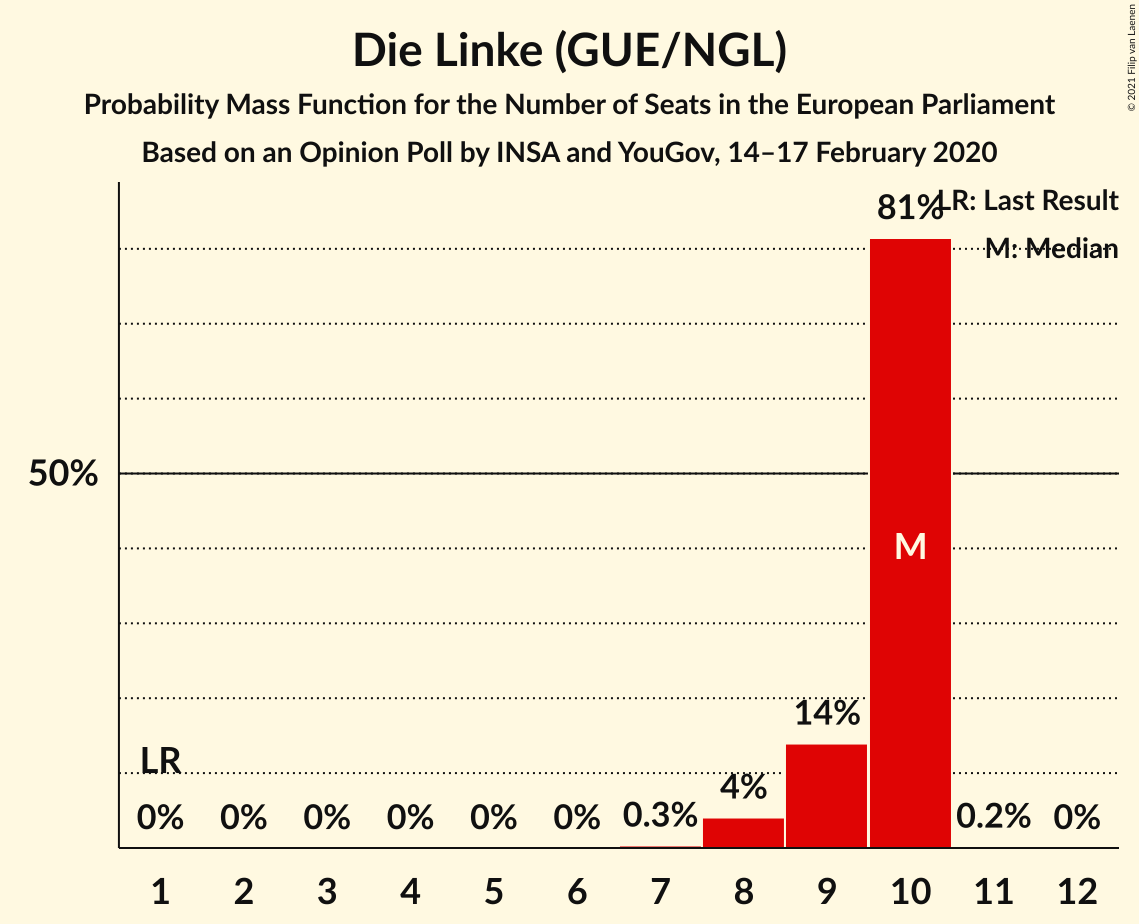 Die Linke (GUE/NGL)
Probability Mass Function for the Number of Seats in the European Parliament
Based on an Opinion Poll by INSA and YouGov, 14–17 February 2020
© 2021 Filip van Laenen
LR: Last Result
M: Median
81%
50%
M
14%
LR
4%
0% 0% 0% 0% 0% 0% 0.3% 0.2% 0%
1 2 3 4 5 6 7 8 9 10 11 12